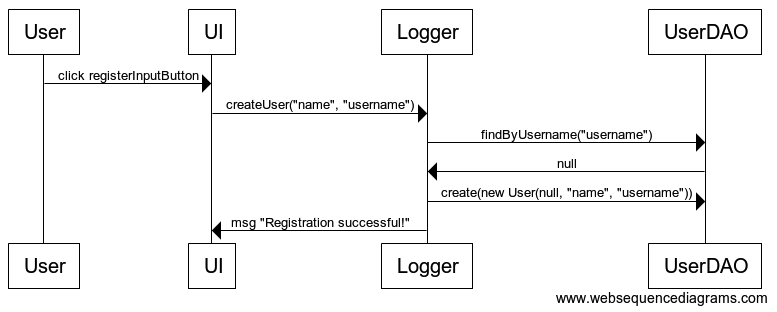 User UI Logger UserDAO
click registerInputButton
createUser("name", "username")
findByUsername("username")
null
create(new User(null, "name", "username"))
msg "Registration successful!"
User UI Logger UserDAO
www.websequencediagrams.com